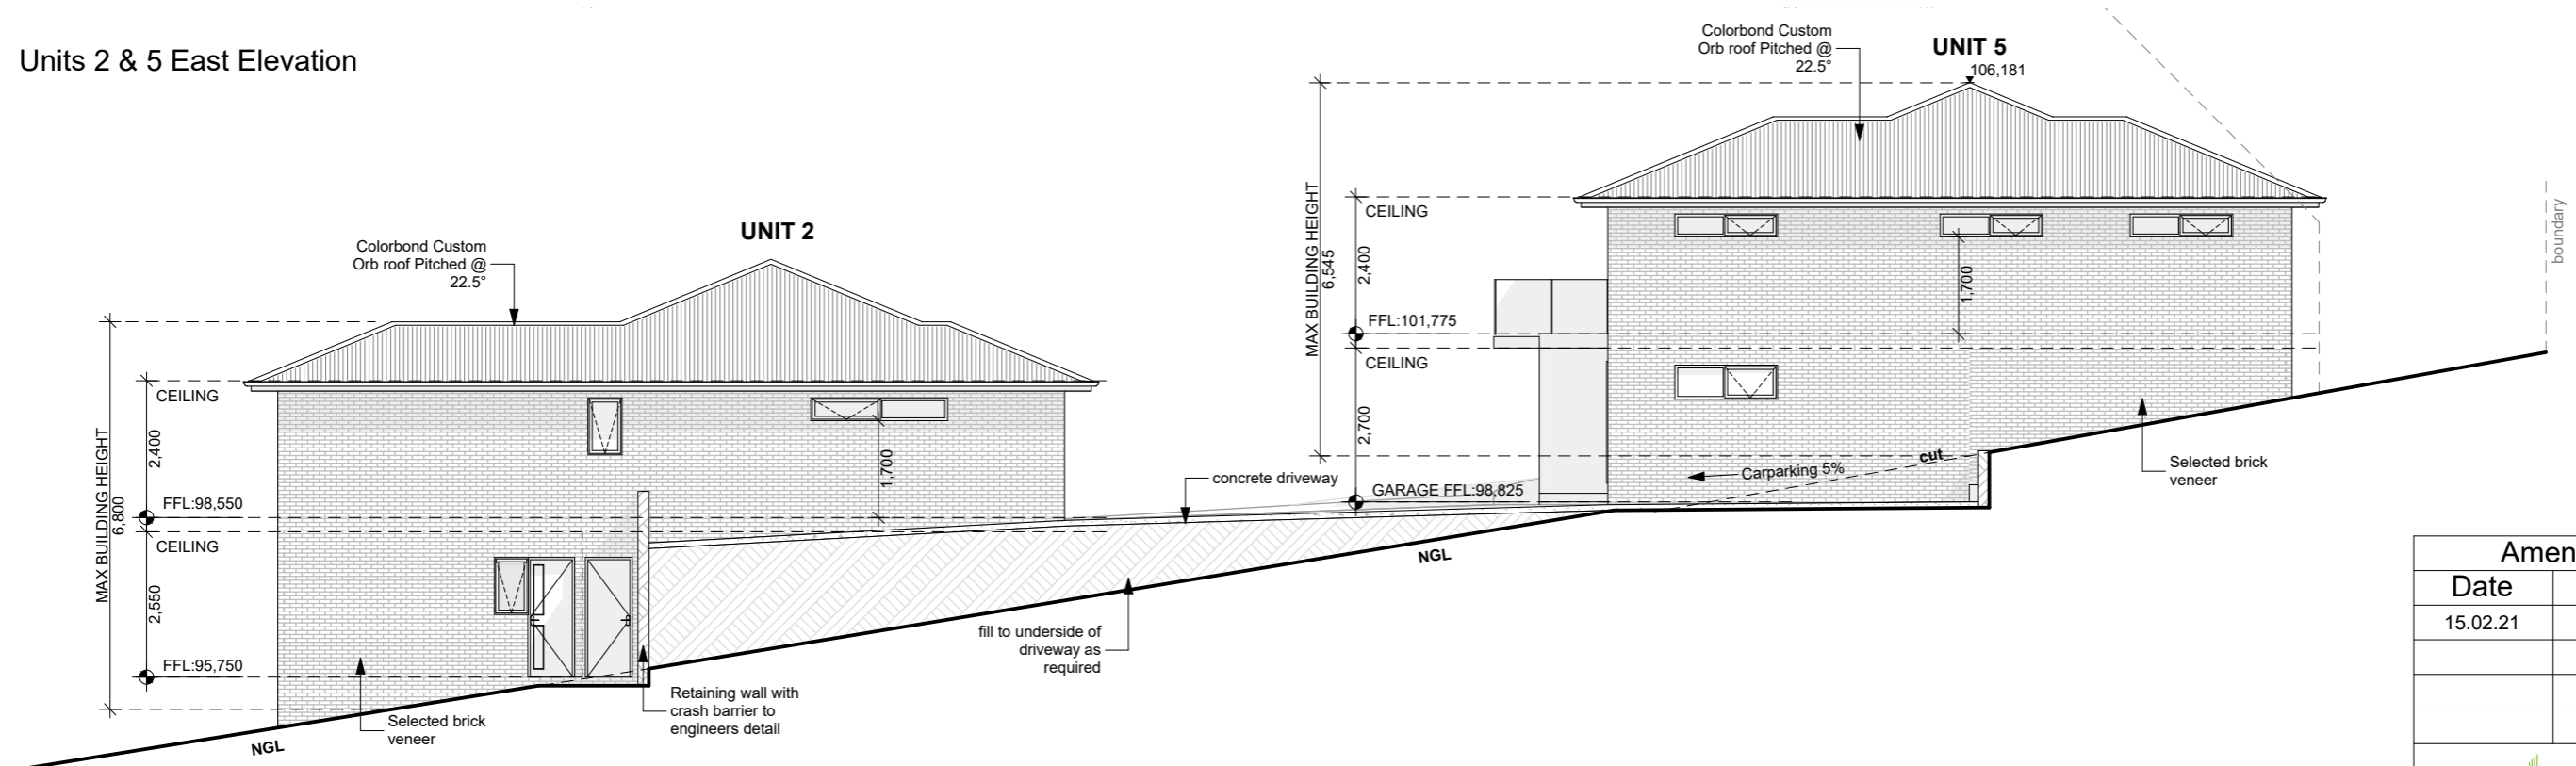 Units 2 & 5 East Elevation
Colorbond Custom
Orb roof Pitched @
22.5°
UNIT 5
106,181
MAX BUILDING HEIGHT
6,545
CEILING
2,400
FFL:101,775
CEILING
2,700
GARAGE FFL:98,825
1,700
Carparking 5%
cut
Selected brick
veneer
boundary
UNIT 2
Colorbond Custom
Orb roof Pitched @
22.5°
MAX BUILDING HEIGHT
6,800
CEILING
2,400
FFL:98,550
CEILING
2,550
FFL:95,750
1,700
concrete driveway
NGL
fill to underside of
driveway as
required
Retaining wall with
crash barrier to
engineers detail
Selected brick
veneer
NGL
Amen
Date
15.02.21